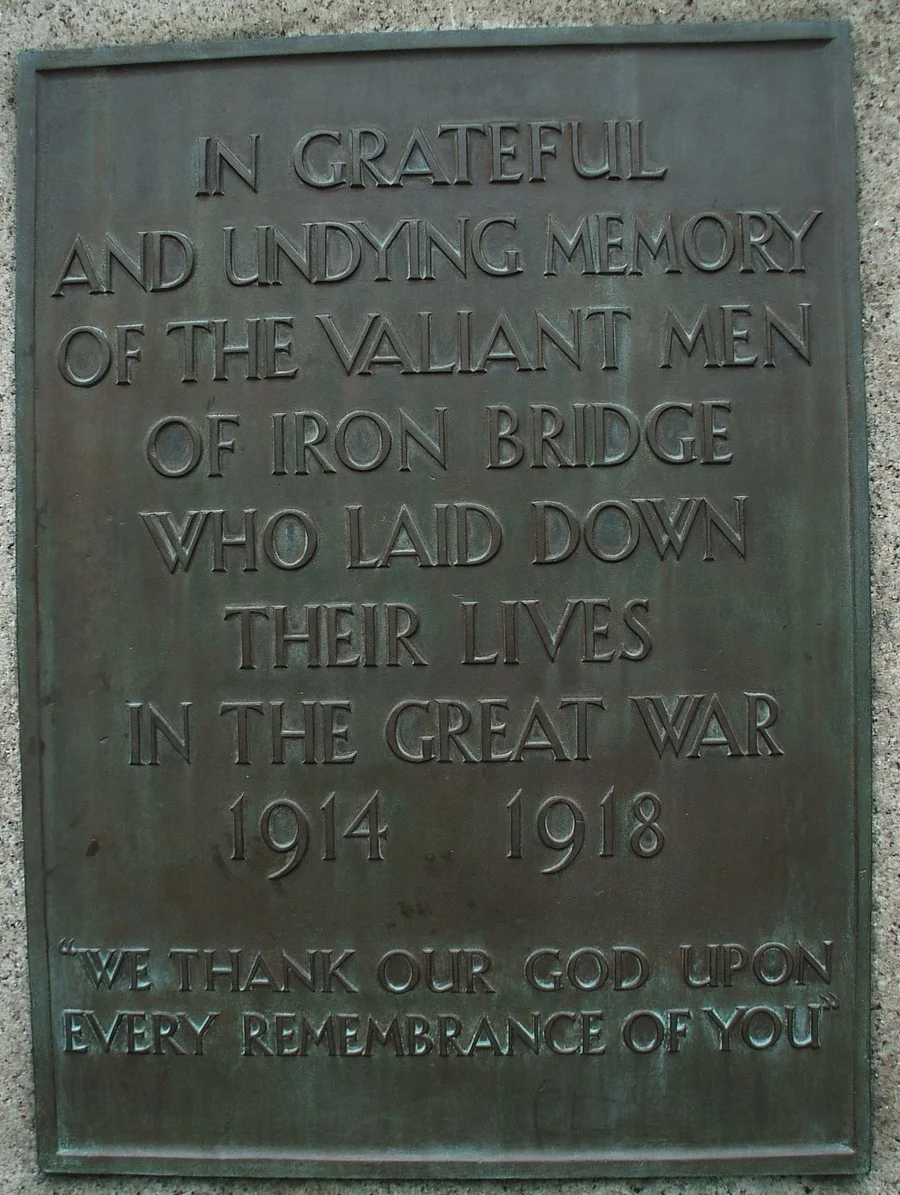 IN GRATEFUL
AND UNDYING MEMORY
OF THE VALIANT MEN
OF IRON BRIDGE
WHO LAID DOWN
THEIR LIVES
IN THE GREAT WAR
1914 1918
"WE THANK OUR GOD UPON
EVERY REMEMBRANCE OF YOU"